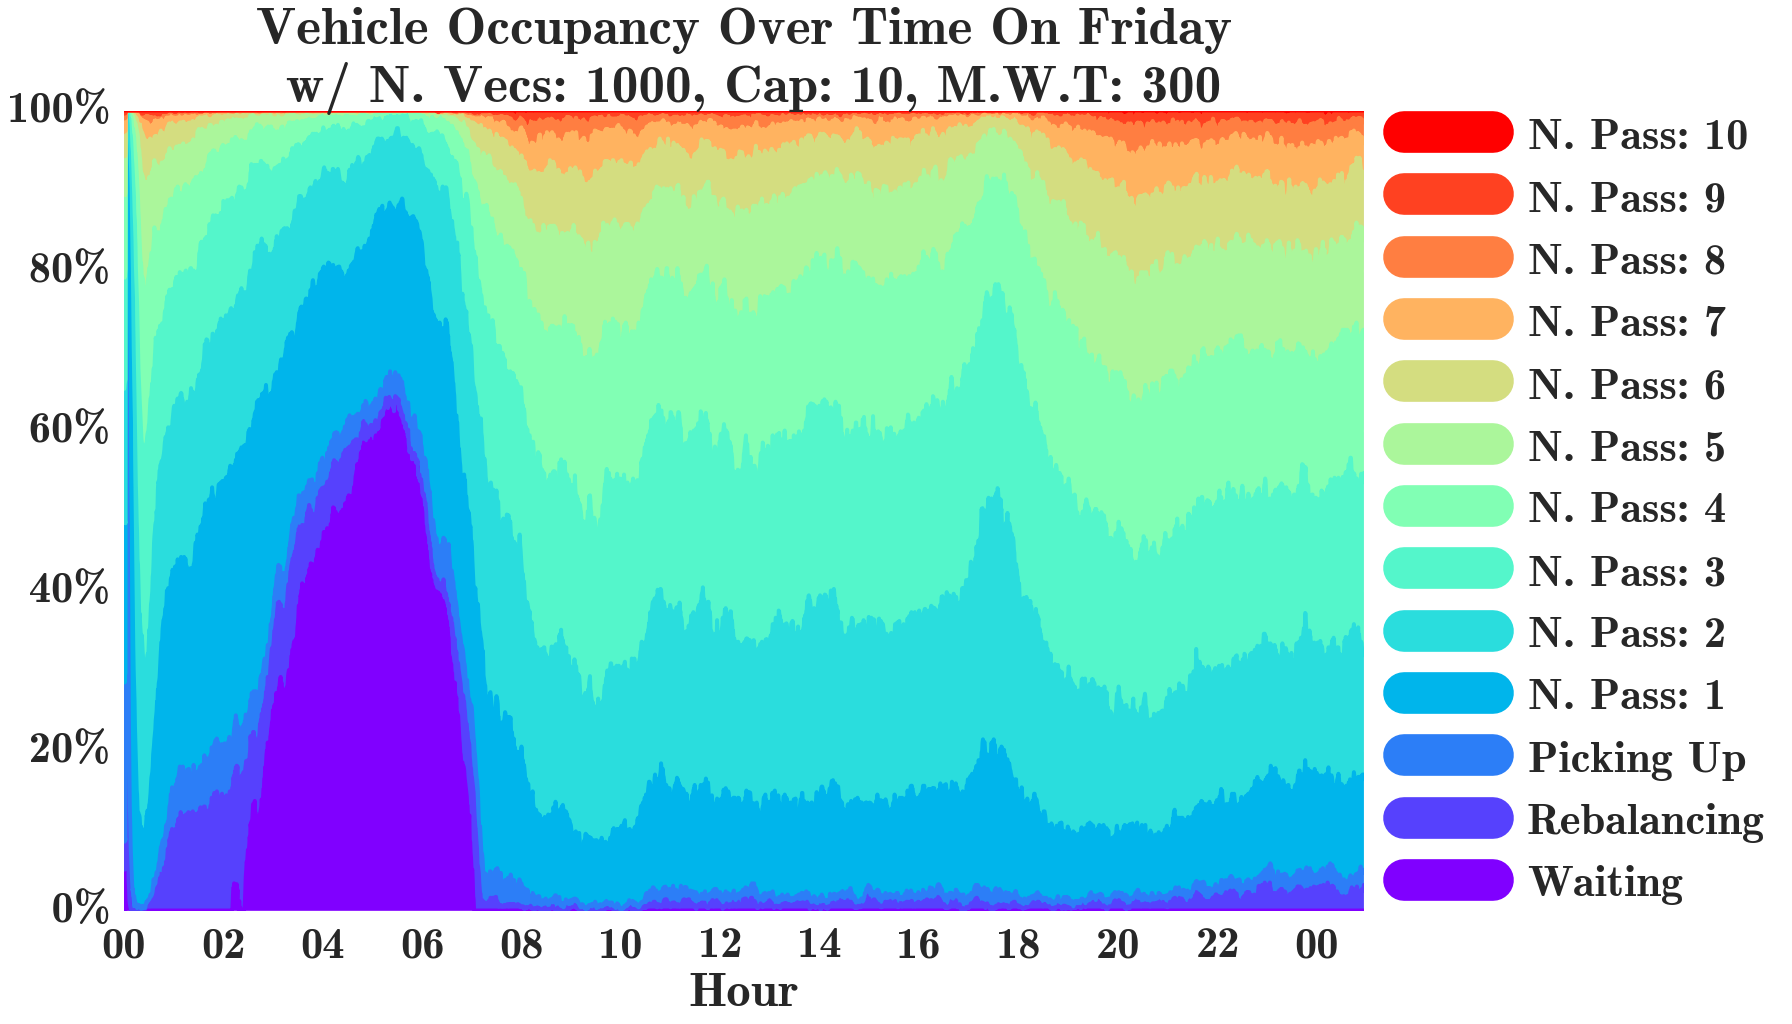 Vehicle Occupancy Over Time On Friday
w/ N. Vecs: 1000, Cap: 10, M.W.T: 300
100%
80%
60%
40%
20%
0%
00 02 04 06 08 10 12 14 16 18 20 22 00
Hour
N. Pass: 10
N. Pass: 9
N. Pass: 8
N. Pass: 7
N. Pass: 6
N. Pass: 5
N. Pass: 4
N. Pass: 3
N. Pass: 2
N. Pass: 1
Picking Up
Rebalancing
Waiting